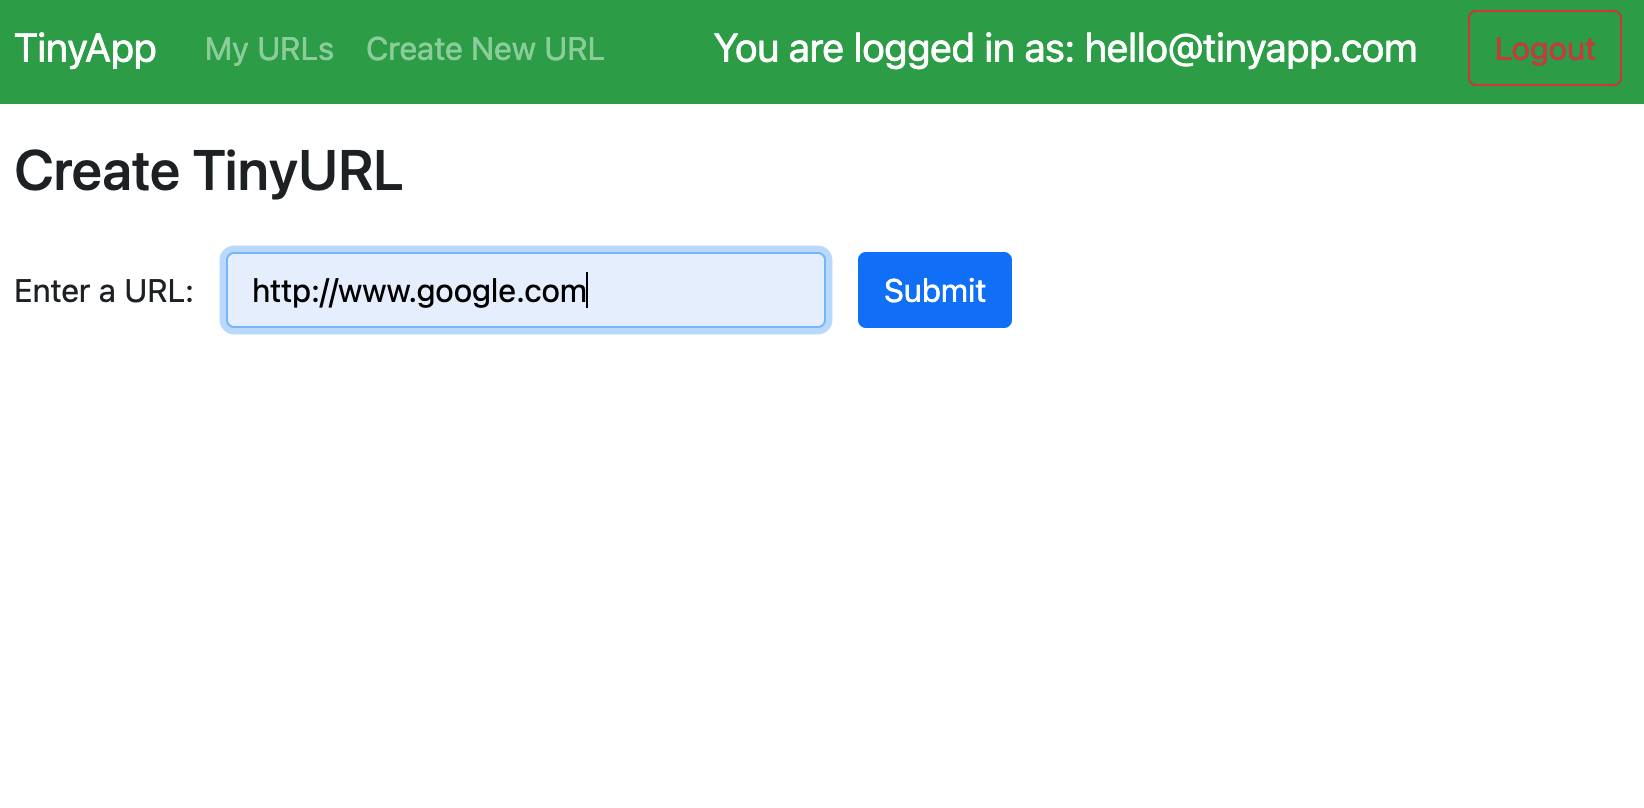 TinyApp My URLs Create New URL You are logged in as: hello@tinyapp.com Logout
Create TinyURL
Enter a URL: http://www.google.com Submit